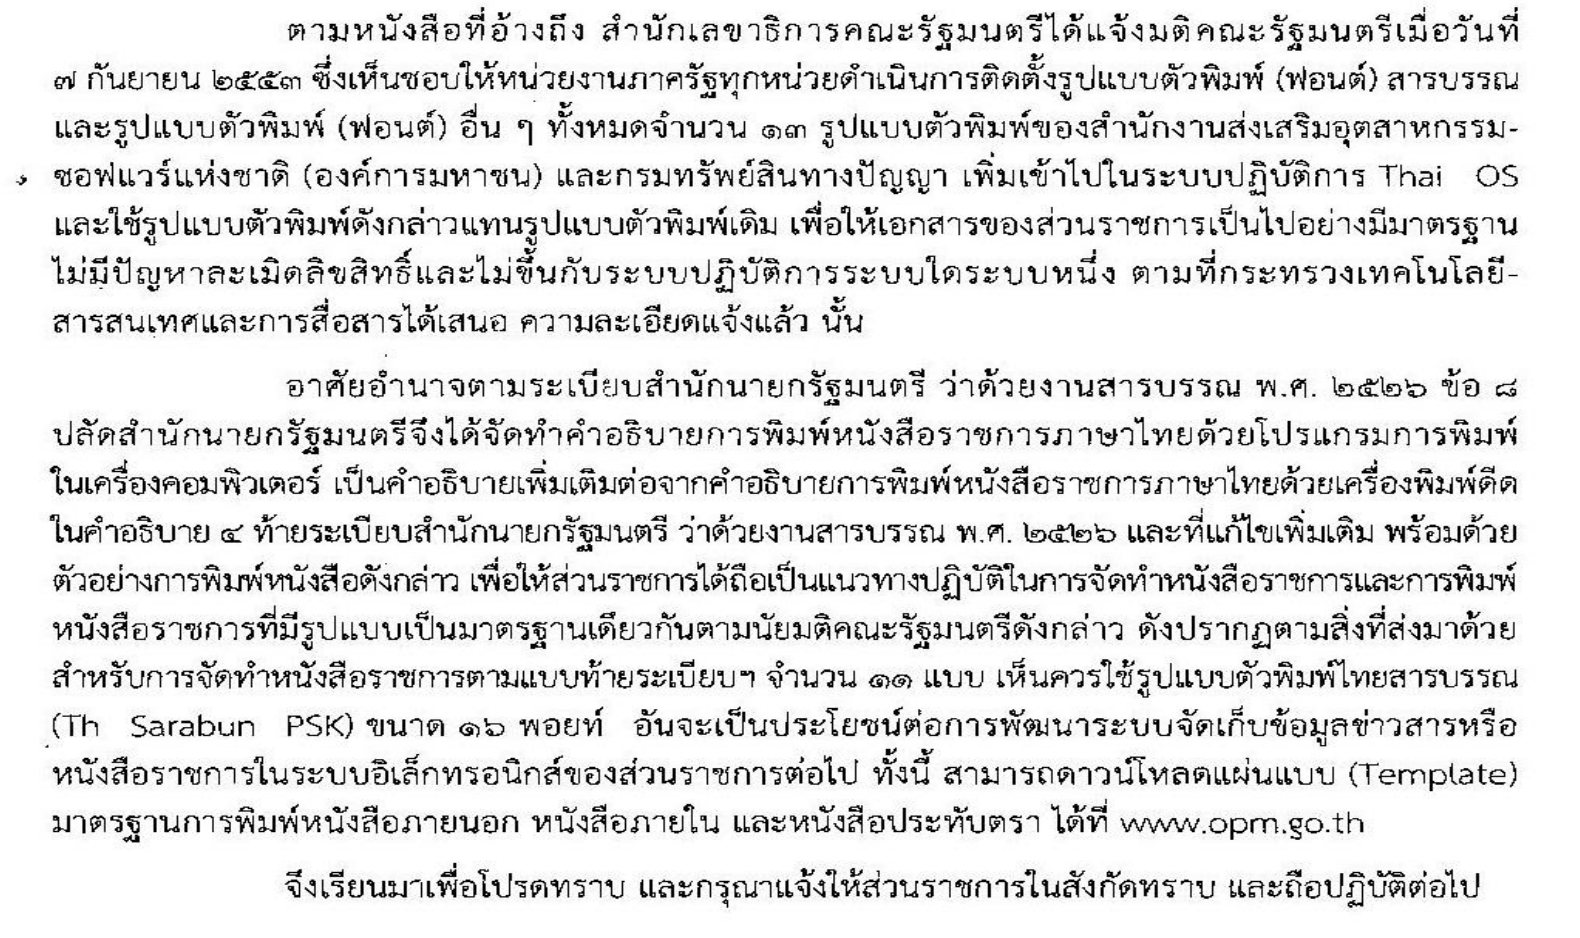 ตามหนังสือที่อ้างถึง สำนักเลขาธิการคณะรัฐมนตรีได้แจ้งมติคณะรัฐมนตรีเมื่อวันที่
๗ กันยายน ๒๕๕๓ ซึ่งเห็นชอบให้หน่วยงานภาครัฐทุกหน่วยดำเนินการติดตั้งรูปแบบตัวพิมพ์ (ฟอนต์) สารบรรณ
และรูปแบบตัวพิมพ์ (ฟอนต์) อื่น ๆ ทั้งหมดจำนวน ๑๓ รูปแบบตัวพิมพ์ของสำนักงานส่งเสริมอุตสาหกรรม-
ซอฟแวร์แห่งชาติ (องค์การมหาชน) และกรมทรัพย์สินทางปัญญา เพิ่มเข้าไปในระบบปฏิบัติการ Thai OS
และใช้รูปแบบตัวพิมพ์ดังกล่าวแทนรูปแบบตัวพิมพ์เดิม เพื่อให้เอกสารของส่วนราชการเป็นไปอย่างมีมาตรฐาน
ไม่มีปัญหาละเมิดลิขสิทธิ์และไม่ขึ้นกับระบบปฏิบัติการระบบใดระบบหนึ่ง ตามที่กระทรวงเทคโนโลยี-
สารสนเทศและการสื่อสารได้เสนอ ความละเอียดแจ้งแล้ว นั้น
อาศัยอำนาจตามระเบียบสำนักนายกรัฐมนตรี ว่าด้วยงานสารบรรณ พ.ศ. ๒๕๒๖ ข้อ ๘
ปลัดสำนักนายกรัฐมนตรีจึงได้จัดทำคำอธิบายการพิมพ์หนังสือราชการภาษาไทยด้วยโปรแกรมการพิมพ์
ในเครื่องคอมพิวเตอร์ เป็นคำอธิบายเพิ่มเติมต่อจากคำอธิบายการพิมพ์หนังสือราชการภาษาไทยด้วยเครื่องพิมพ์ดีด
ในคำอธิบาย ๔ ท้ายระเบียบสำนักนายกรัฐมนตรี ว่าด้วยงานสารบรรณ พ.ศ. ๒๕๒๖ และที่แก้ไขเพิ่มเติม พร้อมด้วย
ตัวอย่างการพิมพ์หนังสือดังกล่าว เพื่อให้ส่วนราชการได้ถือเป็นแนวทางปฏิบัติในการจัดทำหนังสือราชการและการพิมพ์
หนังสือราชการที่มีรูปแบบเป็นมาตรฐานเดียวกันตามนัยมติคณะรัฐมนตรีดังกล่าว ดังปรากฏตามสิ่งที่ส่งมาด้วย
สำหรับการจัดทำหนังสือราชการตามแบบท้ายระเบียบฯ จำนวน ๑๑ แบบ เห็นควรใช้รูปแบบตัวพิมพ์ไทยสารบรรณ
(Th Sarabun PSK) ขนาด ๑๖ พอยท์ อันจะเป็นประโยชน์ต่อการพัฒนาระบบจัดเก็บข้อมูลข่าวสารหรือ
หนังสือราชการในระบบอิเล็กทรอนิกส์ของส่วนราชการต่อไป ทั้งนี้ สามารถดาวน์โหลดแผ่นแบบ (Template)
มาตรฐานการพิมพ์หนังสือภายนอก หนังสือภายใน และหนังสือประทับตรา ได้ที่ www.opm.go.th
จึงเรียนมาเพื่อโปรดทราบ และกรุณาแจ้งให้ส่วนราชการในสังกัดทราบ และถือปฏิบัติต่อไป